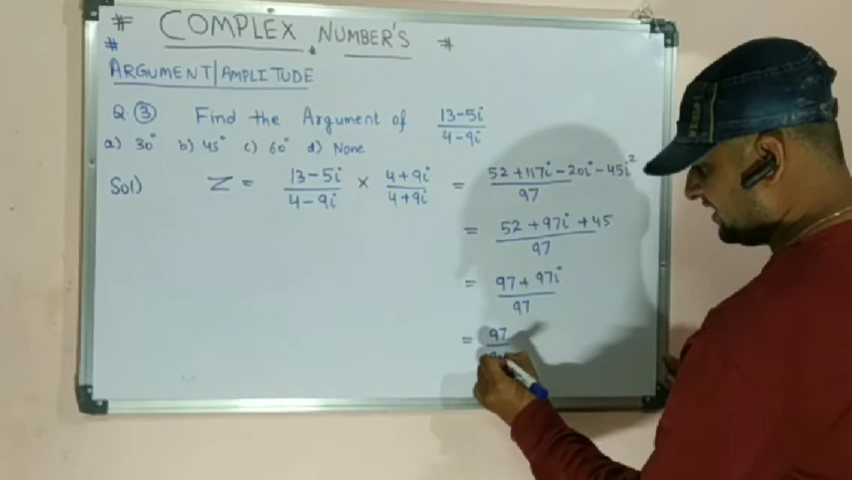 # COMPLEX NUMBER'S #
#
ARGUMENT|AMPLITUDE
Q. 3 Find the Argument of 13-5i / 4-9i
a) 30° b) 45° c) 60° d) None
Sol) Z = 13-5i / 4-9i × 4+9i / 4+9i = 52+117i-20i-45i² / 97
= 52+97i+45 / 97
= 97+97i / 97
= 97